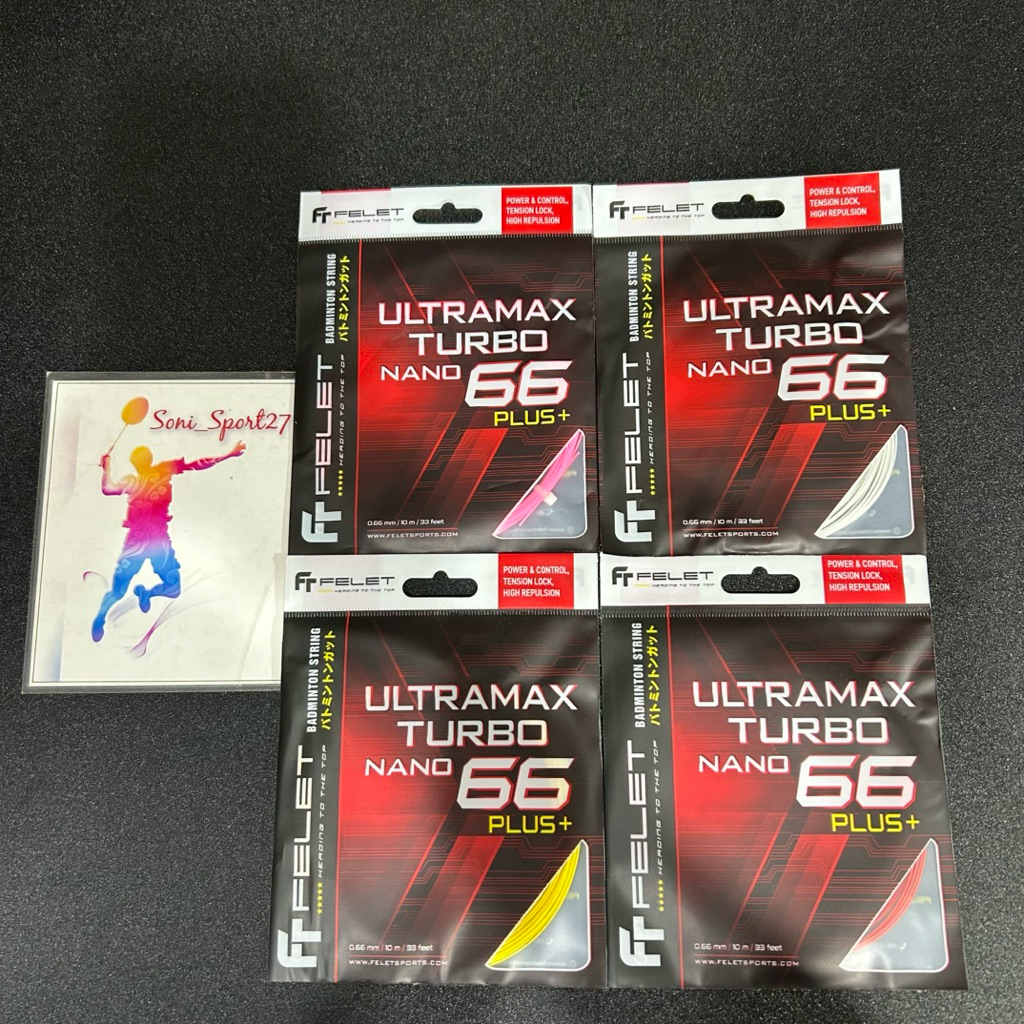 Soni_Sport27
FELET
HEADING TO THE TOP
POWER & CONTROL,
TENSION LOCK,
HIGH REPULSION
BADMINTON STRING
バトミントンガット
FELET
HEADING TO THE TOP
ULTRAMAX
TURBO
NANO 66
PLUS+
0.66 mm / 10 m / 33 feet
WWW.FELETSPORTS.COM
FELET
HEADING TO THE TOP
POWER & CONTROL,
TENSION LOCK,
HIGH REPULSION
BADMINTON STRING
バトミントンガット
FELET
HEADING TO THE TOP
ULTRAMAX
TURBO
NANO 66
PLUS+
0.66 mm / 10 m / 33 feet
WWW.FELETSPORTS.COM
FELET
HEADING TO THE TOP
POWER & CONTROL,
TENSION LOCK,
HIGH REPULSION
BADMINTON STRING
バトミントンガット
FELET
HEADING TO THE TOP
ULTRAMAX
TURBO
NANO 66
PLUS+
0.66 mm / 10 m / 33 feet
WWW.FELETSPORTS.COM
FELET
HEADING TO THE TOP
POWER & CONTROL,
TENSION LOCK,
HIGH REPULSION
BADMINTON STRING
バトミントンガット
FELET
HEADING TO THE TOP
ULTRAMAX
TURBO
NANO 66
PLUS+
0.66 mm / 10 m / 33 feet
WWW.FELETSPORTS.COM